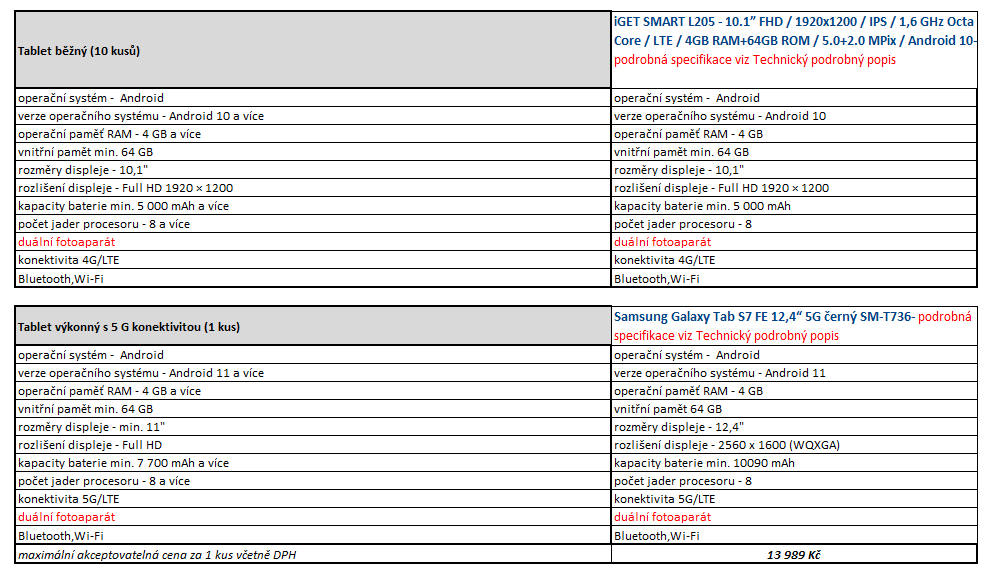 Tablet běžný (10 kusů)
iGET SMART L205 - 10.1” FHD / 1920x1200 / IPS / 1,6 GHz Octa
Core / LTE / 4GB RAM+64GB ROM / 5.0+2.0 MPix / Android 10-
podrobná specifikace viz Technický podrobný popis
operační systém - Android
operační systém - Android
verze operačního systému - Android 10 a více
verze operačního systému - Android 10
operační paměť RAM - 4 GB a více
operační paměť RAM - 4 GB
vnitřní pamět min. 64 GB
vnitřní pamět min. 64 GB
rozměry displeje - 10,1"
rozměry displeje - 10,1"
rozlišení displeje - Full HD 1920 × 1200
rozlišení displeje - Full HD 1920 × 1200
kapacity baterie min. 5 000 mAh a více
kapacity baterie min. 5 000 mAh
počet jader procesoru - 8 a více
počet jader procesoru - 8
duální fotoaparát
duální fotoaparát
konektivita 4G/LTE
konektivita 4G/LTE
Bluetooth,Wi-Fi
Bluetooth,Wi-Fi
Tablet výkonný s 5 G konektivitou (1 kus)
Samsung Galaxy Tab S7 FE 12,4“ 5G černý SM-T736- podrobná
specifikace viz Technický podrobný popis
operační systém - Android
operační systém - Android
verze operačního systému - Android 11 a více
verze operačního systému - Android 11
operační paměť RAM - 4 GB a více
operační paměť RAM - 4 GB
vnitřní pamět min. 64 GB
vnitřní pamět 64 GB
rozměry displeje - min. 11"
rozměry displeje - 12,4"
rozlišení displeje - Full HD
rozlišení displeje - 2560 x 1600 (WQXGA)
kapacity baterie min. 7 700 mAh a více
kapacity baterie min. 10090 mAh
počet jader procesoru - 8 a více
počet jader procesoru - 8
konektivita 5G/LTE
konektivita 5G/LTE
duální fotoaparát
duální fotoaparát
Bluetooth,Wi-Fi
Bluetooth,Wi-Fi
maximální akceptovatelná cena za 1 kus včetně DPH
13 989 Kč